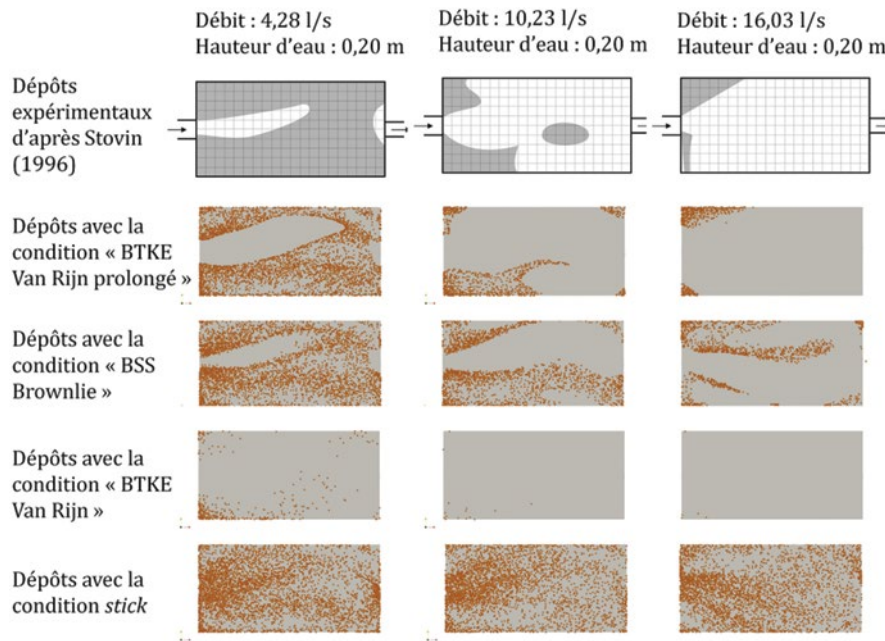 Débit : 4,28 l/s
Hauteur d’eau : 0,20 m
Débit : 10,23 l/s
Hauteur d’eau : 0,20 m
Débit : 16,03 l/s
Hauteur d’eau : 0,20 m
Dépôts
expérimentaux
d’après Stovin
(1996)
Dépôts avec la
condition « BTKE
Van Rijn prolongé »
Dépôts avec la
condition « BSS
Brownlie »
Dépôts avec la
condition « BTKE
Van Rijn »
Dépôts avec la
condition stick